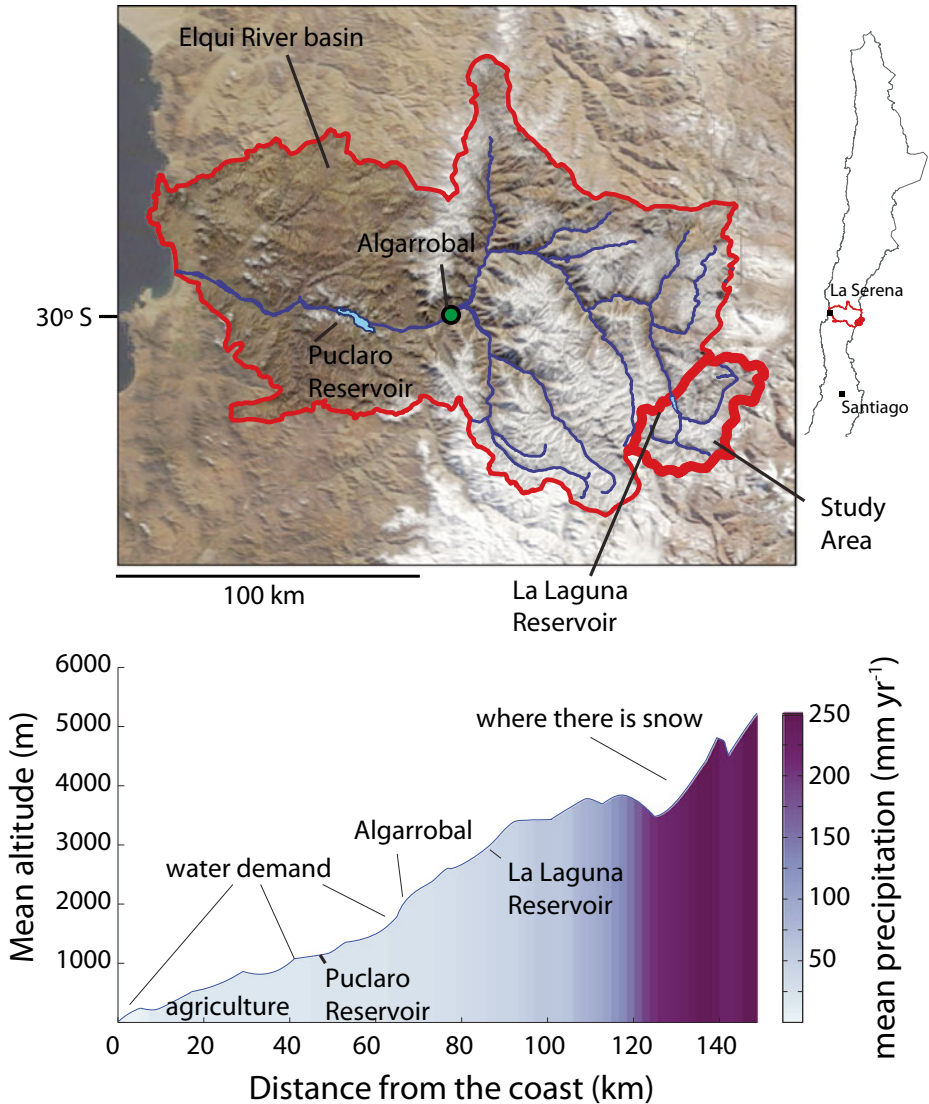 Elqui River basin
Algarrobal
30º S
Puclaro
Reservoir
La Serena
Santiago
Study
Area
La Laguna
Reservoir
100 km
6000
5000
4000
3000
2000
1000
Mean altitude (m)
where there is snow
Algarrobal
water demand
La Laguna
Reservoir
Puclaro
Reservoir
agriculture
250
200
150
100
50
mean precipitation (mm yr-1)
0 20 40 60 80 100 120 140
Distance from the coast (km)